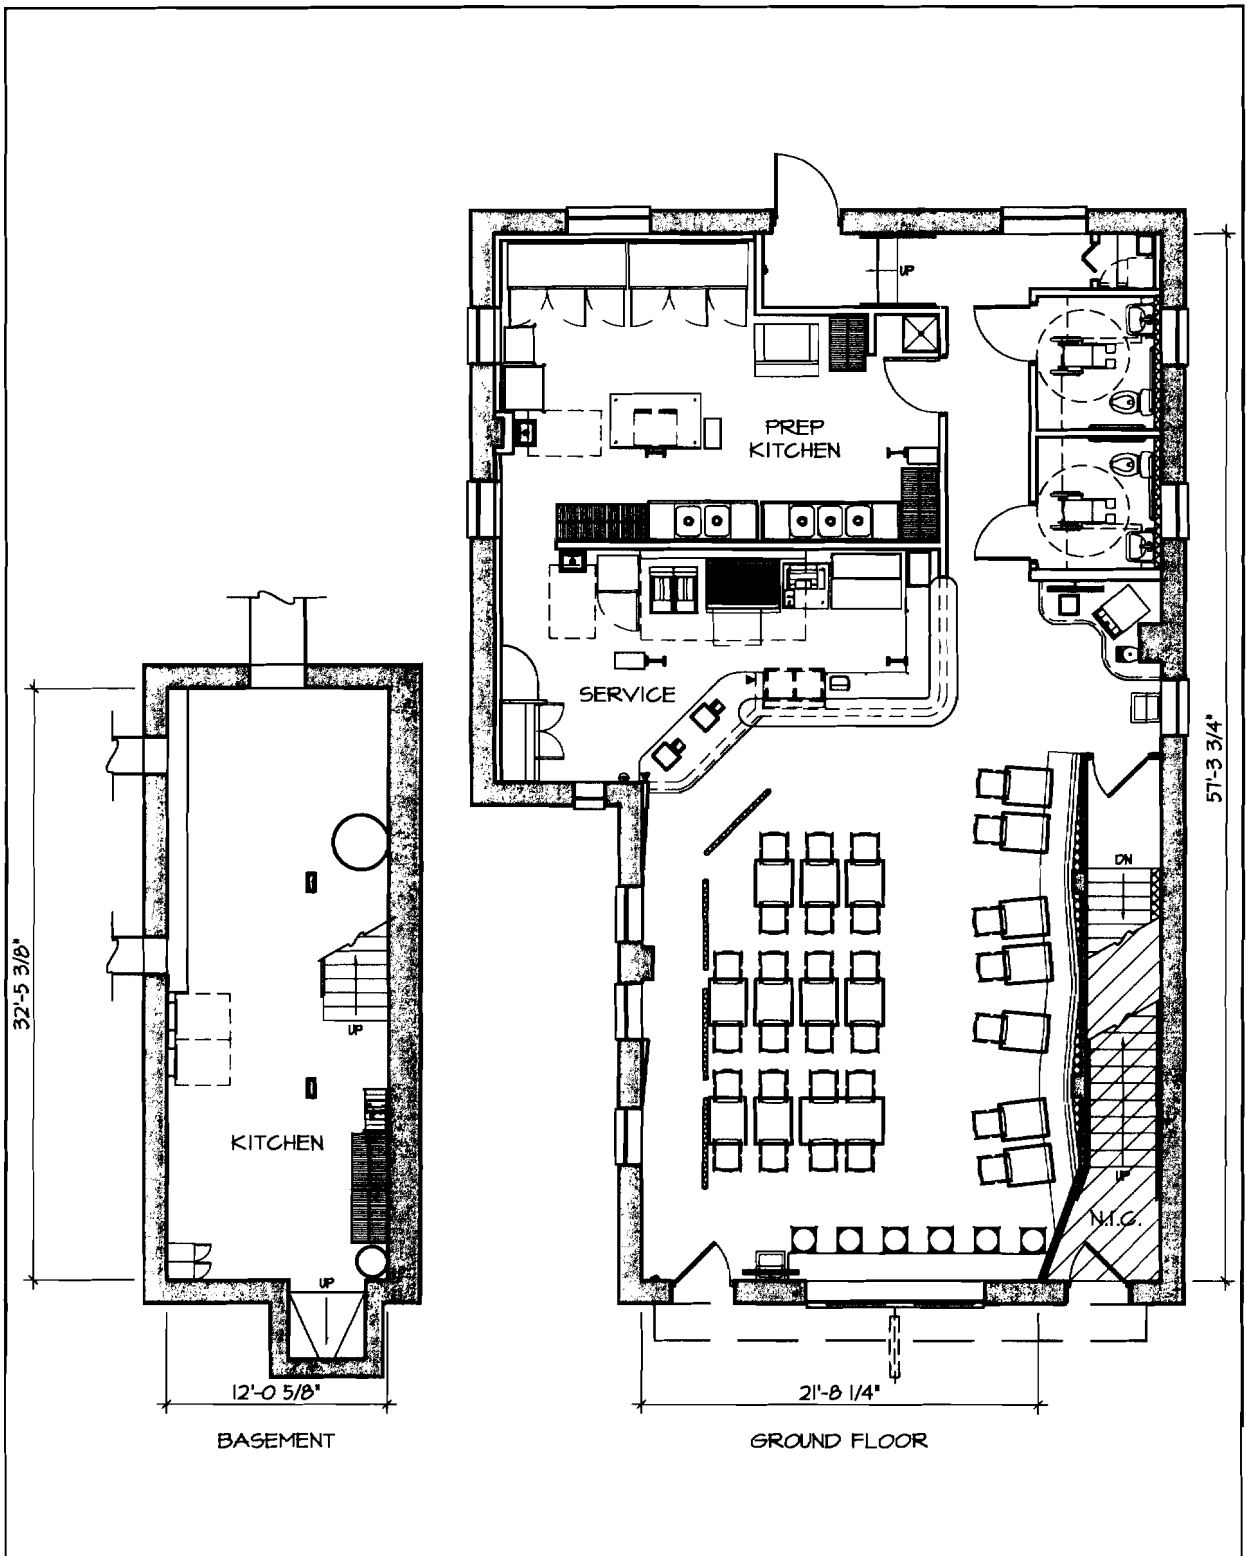 UP
PREP
KITCHEN
SERVICE
57'-3 3/4"
DN
32'-5 3/8"
UP
KITCHEN
UP
N.I.C.
UP
12'-0 5/8"
21'-8 1/4"
BASEMENT
GROUND FLOOR